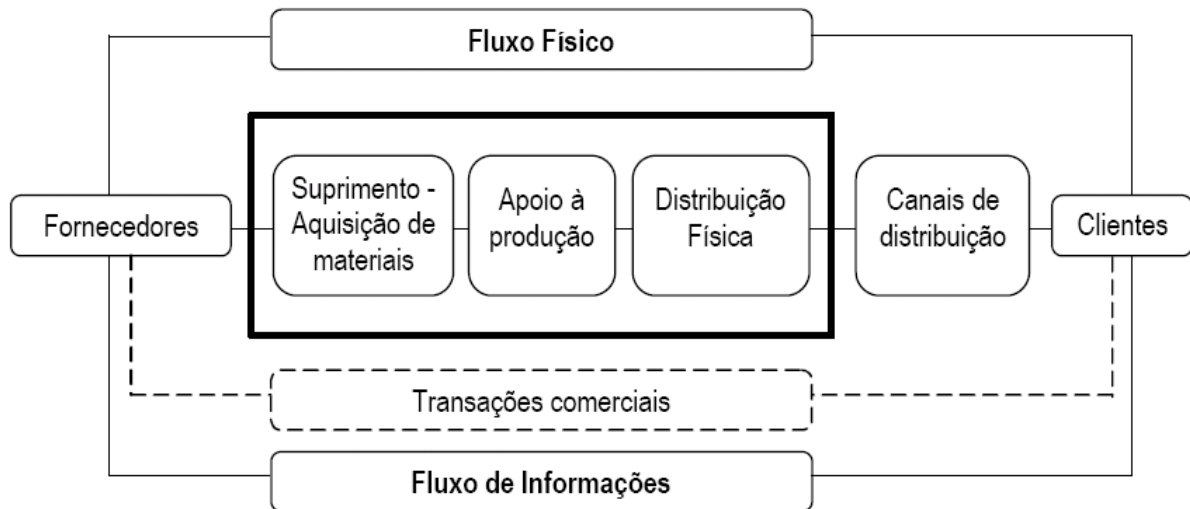 Fluxo Físico
Fornecedores
Suprimento -
Aquisição de
materiais
Apoio à
produção
Distribuição
Física
Canais de
distribuição
Clientes
Transações comerciais
Fluxo de Informações